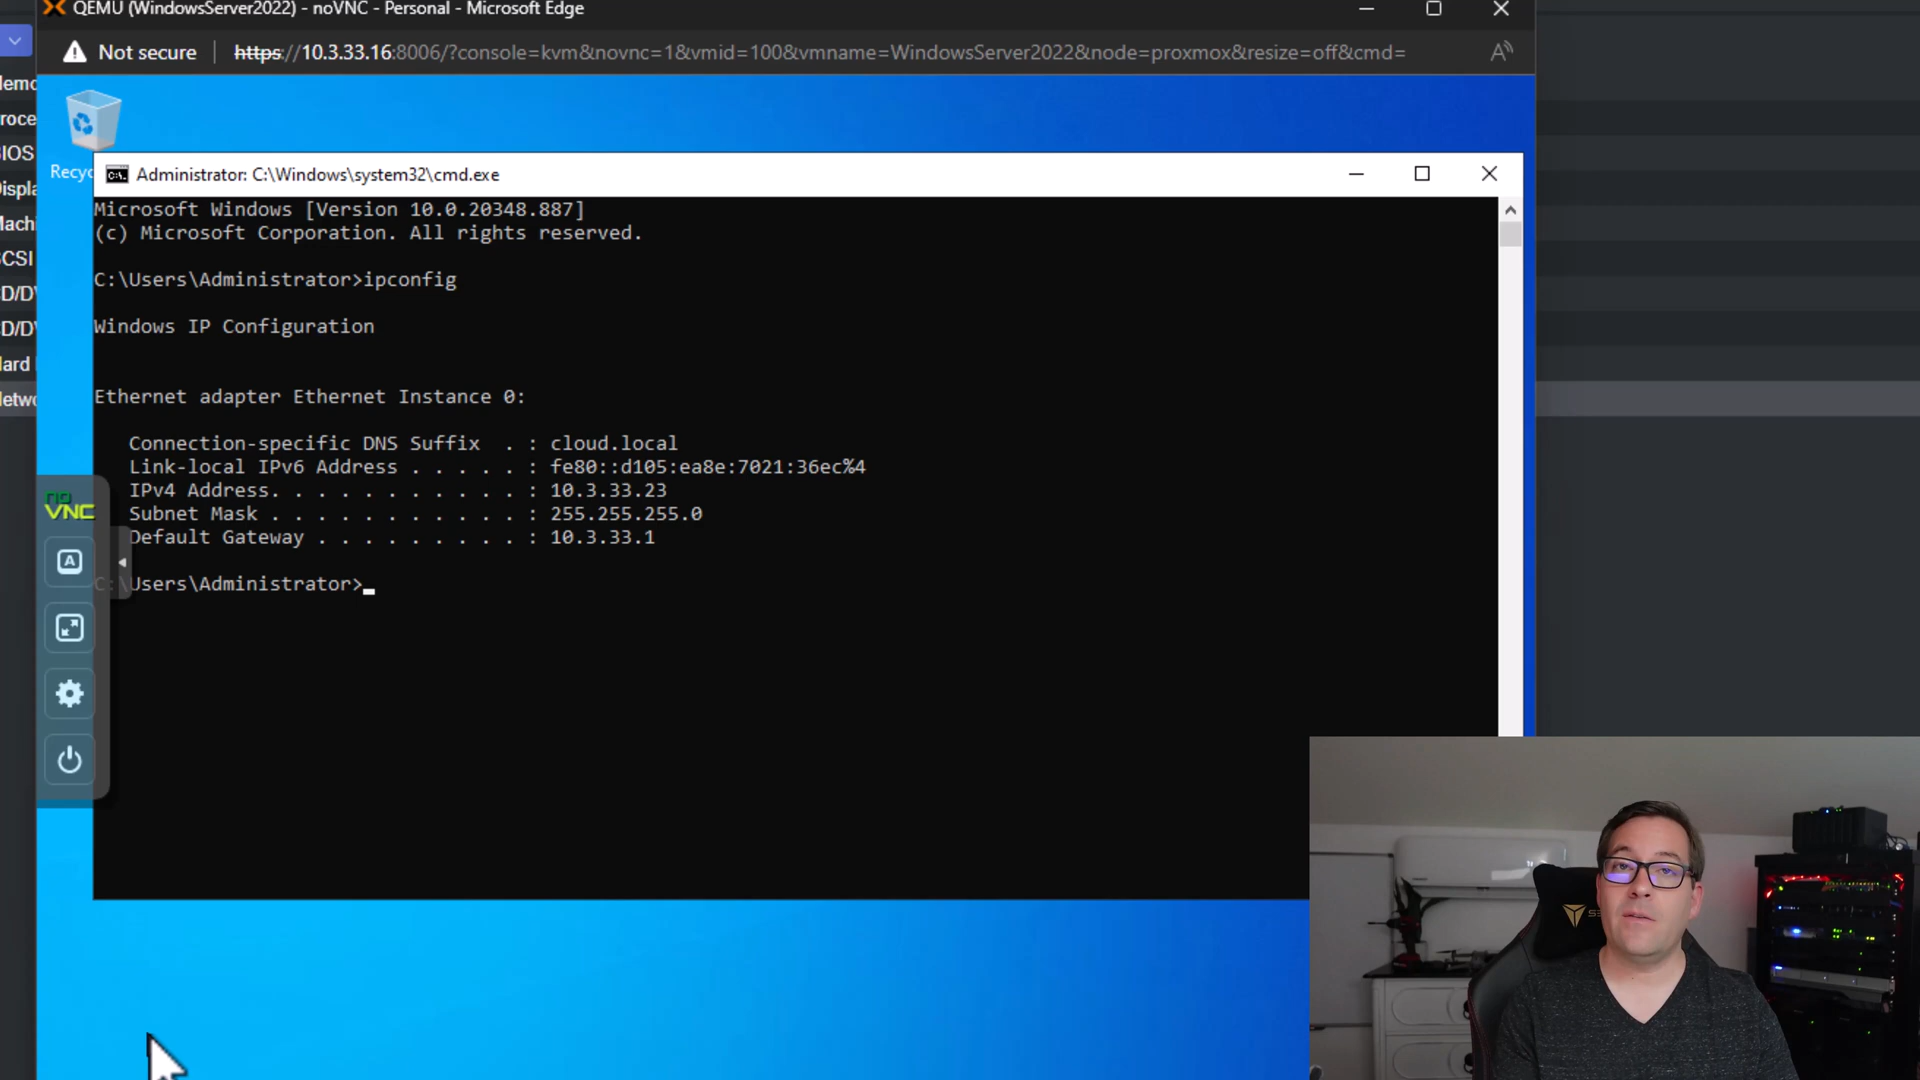 QEMU (WindowsServer2022) - noVNC - Personal - Microsoft Edge
Not secure
https://10.3.33.16:8006/?console=kvm&novnc=1&vmid=100&vmname=WindowsServer2022&node=proxmox&resize=off&cmd=
Recyc
Administrator: C:\Windows\system32\cmd.exe
Microsoft Windows [Version 10.0.20348.887]
(c) Microsoft Corporation. All rights reserved.
C:\Users\Administrator>ipconfig
Windows IP Configuration
Ethernet adapter Ethernet Instance 0:
Connection-specific DNS Suffix . : cloud.local
Link-local IPv6 Address . . . . . : fe80::d105:ea8e:7021:36ec%4
IPv4 Address. . . . . . . . . . . : 10.3.33.23
Subnet Mask . . . . . . . . . . . : 255.255.255.0
Default Gateway . . . . . . . . . : 10.3.33.1
C:\Users\Administrator>
no
VNC
A